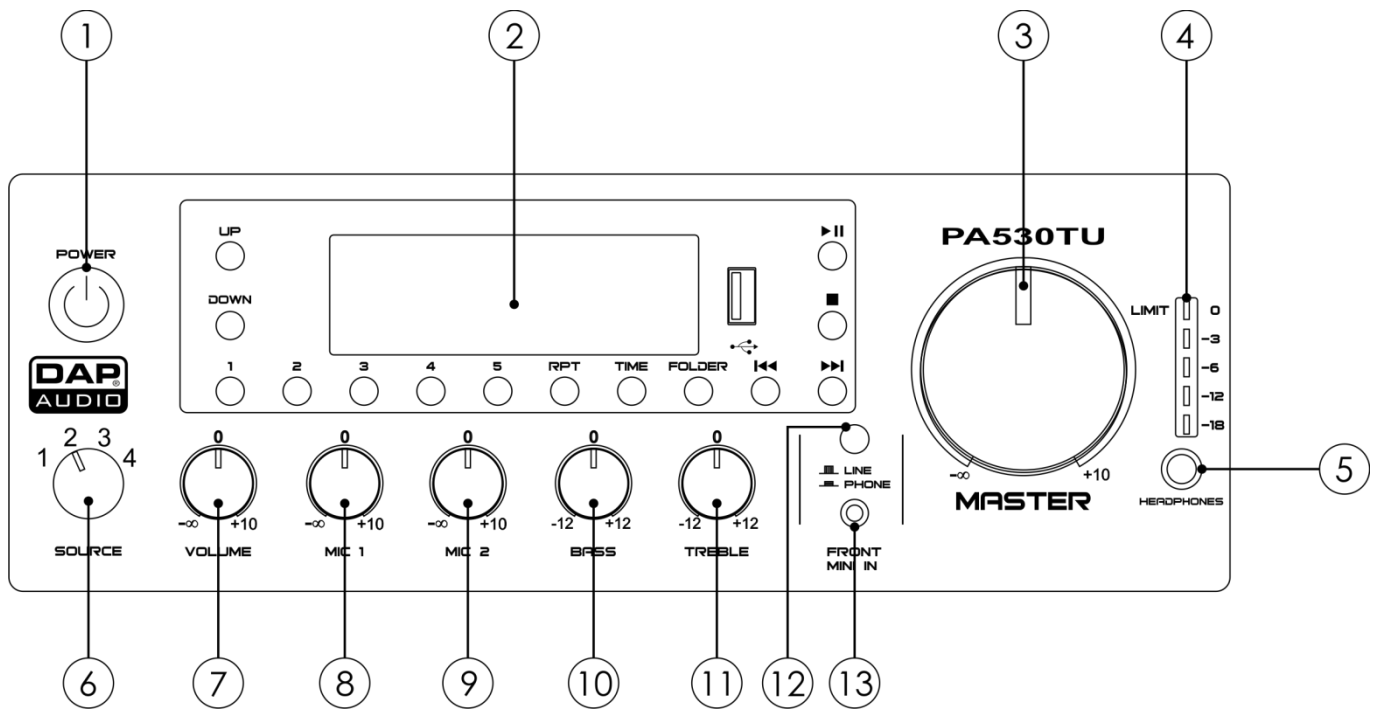 1 2 3 4
POWER
UP
DOWN
PA530TU
LIMIT 0
-3
-6
-12
-18
1 2 3 4 5 RPT TIME FOLDER
DAP®
AUDIO
1 2 3 4
SOURCE
0
-∞ +10
VOLUME
0
-∞ +10
MIC 1
0
-∞ +10
MIC 2
0
-12 +12
BASS
0
-12 +12
TREBLE
LINE
PHONE
FRONT
MINI IN
-∞ +10
MASTER
HEADPHONES
5
6 7 8 9 10 11 12 13